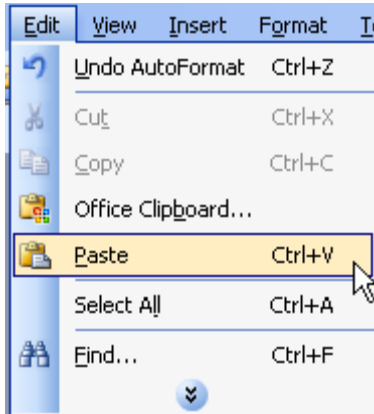 Edit View Insert Format
Undo AutoFormat Ctrl+Z
Cut Ctrl+X
Copy Ctrl+C
Office Clipboard...
Paste Ctrl+V
Select All Ctrl+A
Find... Ctrl+F